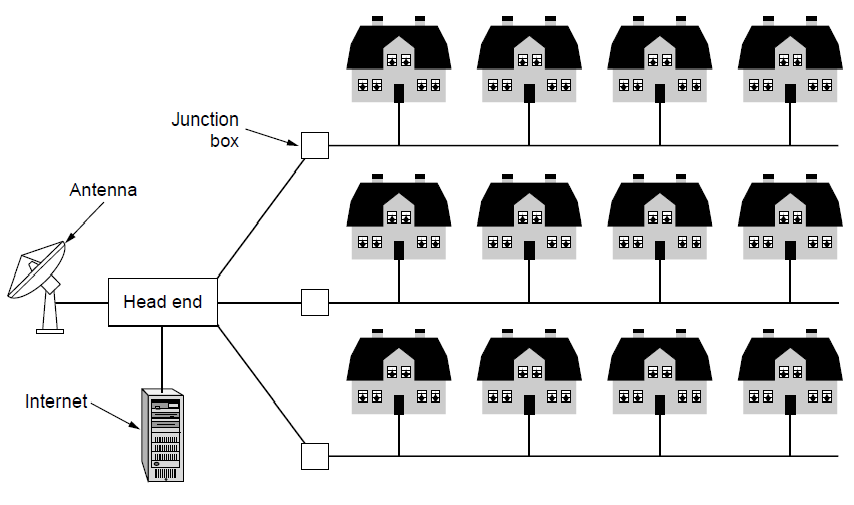 Junction
box
Antenna
Head end
Internet